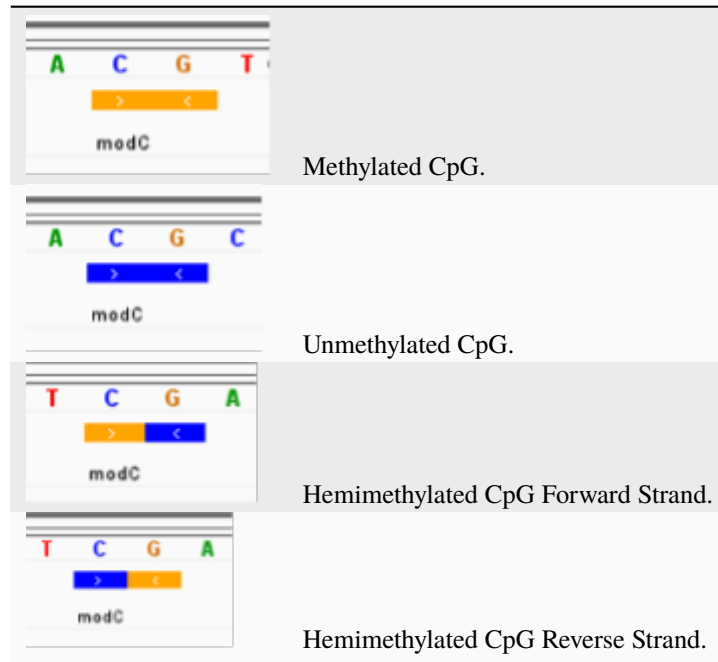 A C G T
> <
modC
Methylated CpG.
A C G C
> <
modC
Unmethylated CpG.
T C G A
> <
modC
Hemimethylated CpG Forward Strand.
T C G A
> <
modC
Hemimethylated CpG Reverse Strand.